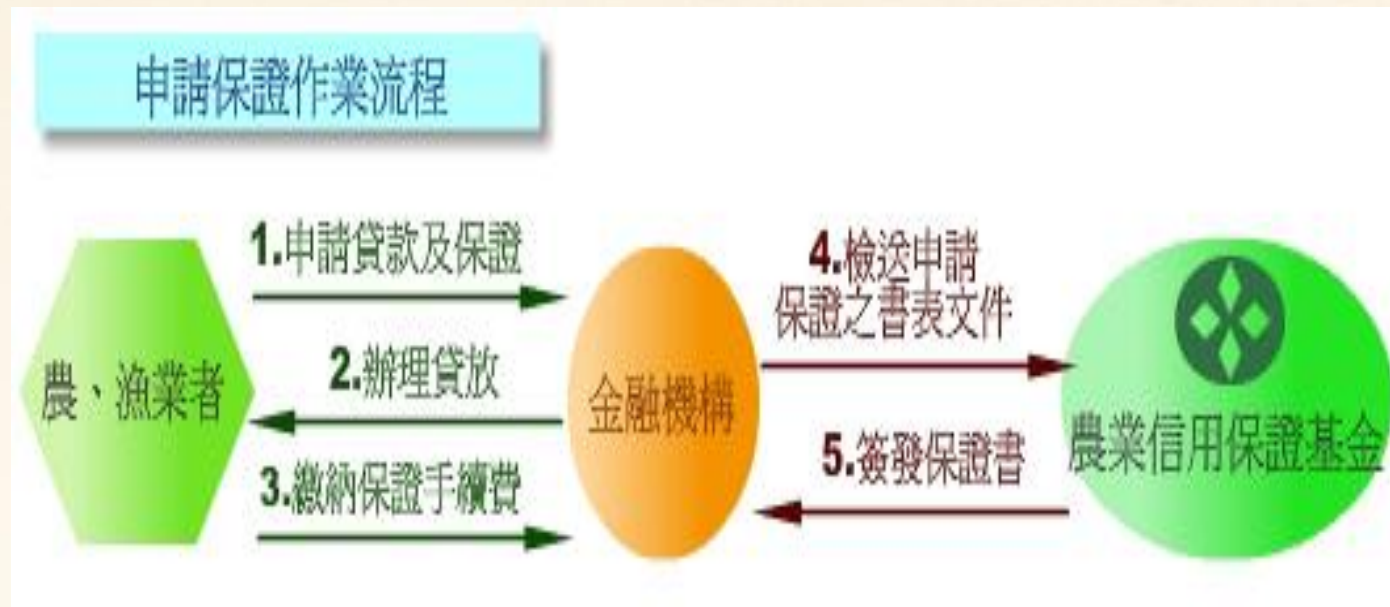 申請保證作業流程
1.申請貸款及保證
2.辦理貸放
3.繳納保證手續費
農、漁業者
金融機構
4.檢送申請
保證之書表文件
5.簽發保證書
農業信用保證基金